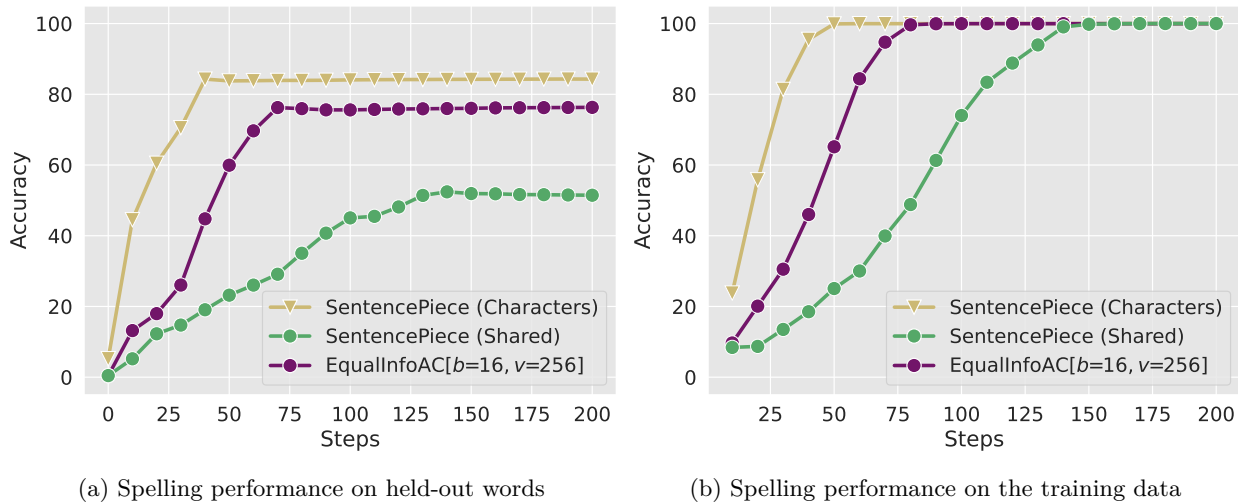 100
80
60
40
20
0
Accuracy
SentencePiece (Characters)
SentencePiece (Shared)
EqualInfoAC[b=16, v=256]
0 25 50 75 100 125 150 175 200
Steps
(a) Spelling performance on held-out words
100
80
60
40
20
0
Accuracy
SentencePiece (Characters)
SentencePiece (Shared)
EqualInfoAC[b=16, v=256]
25 50 75 100 125 150 175 200
Steps
(b) Spelling performance on the training data